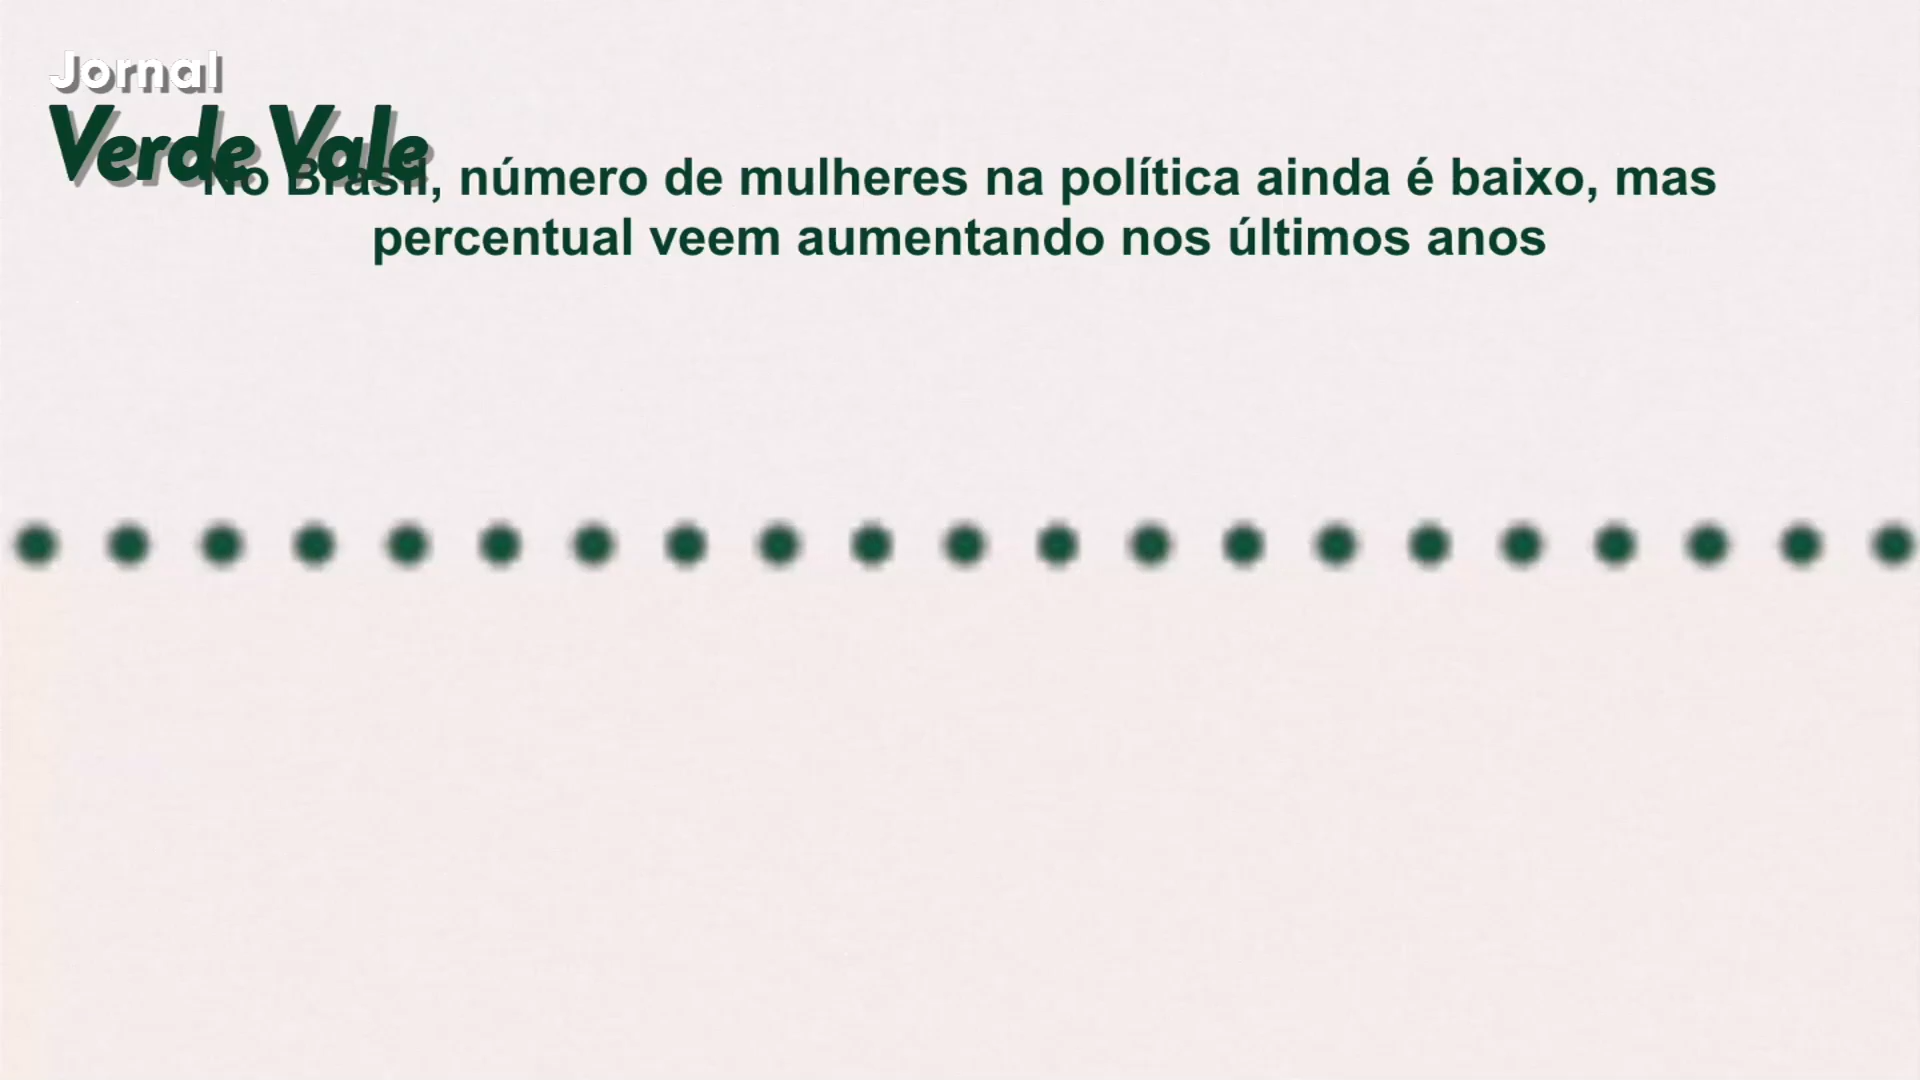 Jornal
Verde Vale
No Brasil, número de mulheres na política ainda é baixo, mas
percentual veem aumentando nos últimos anos